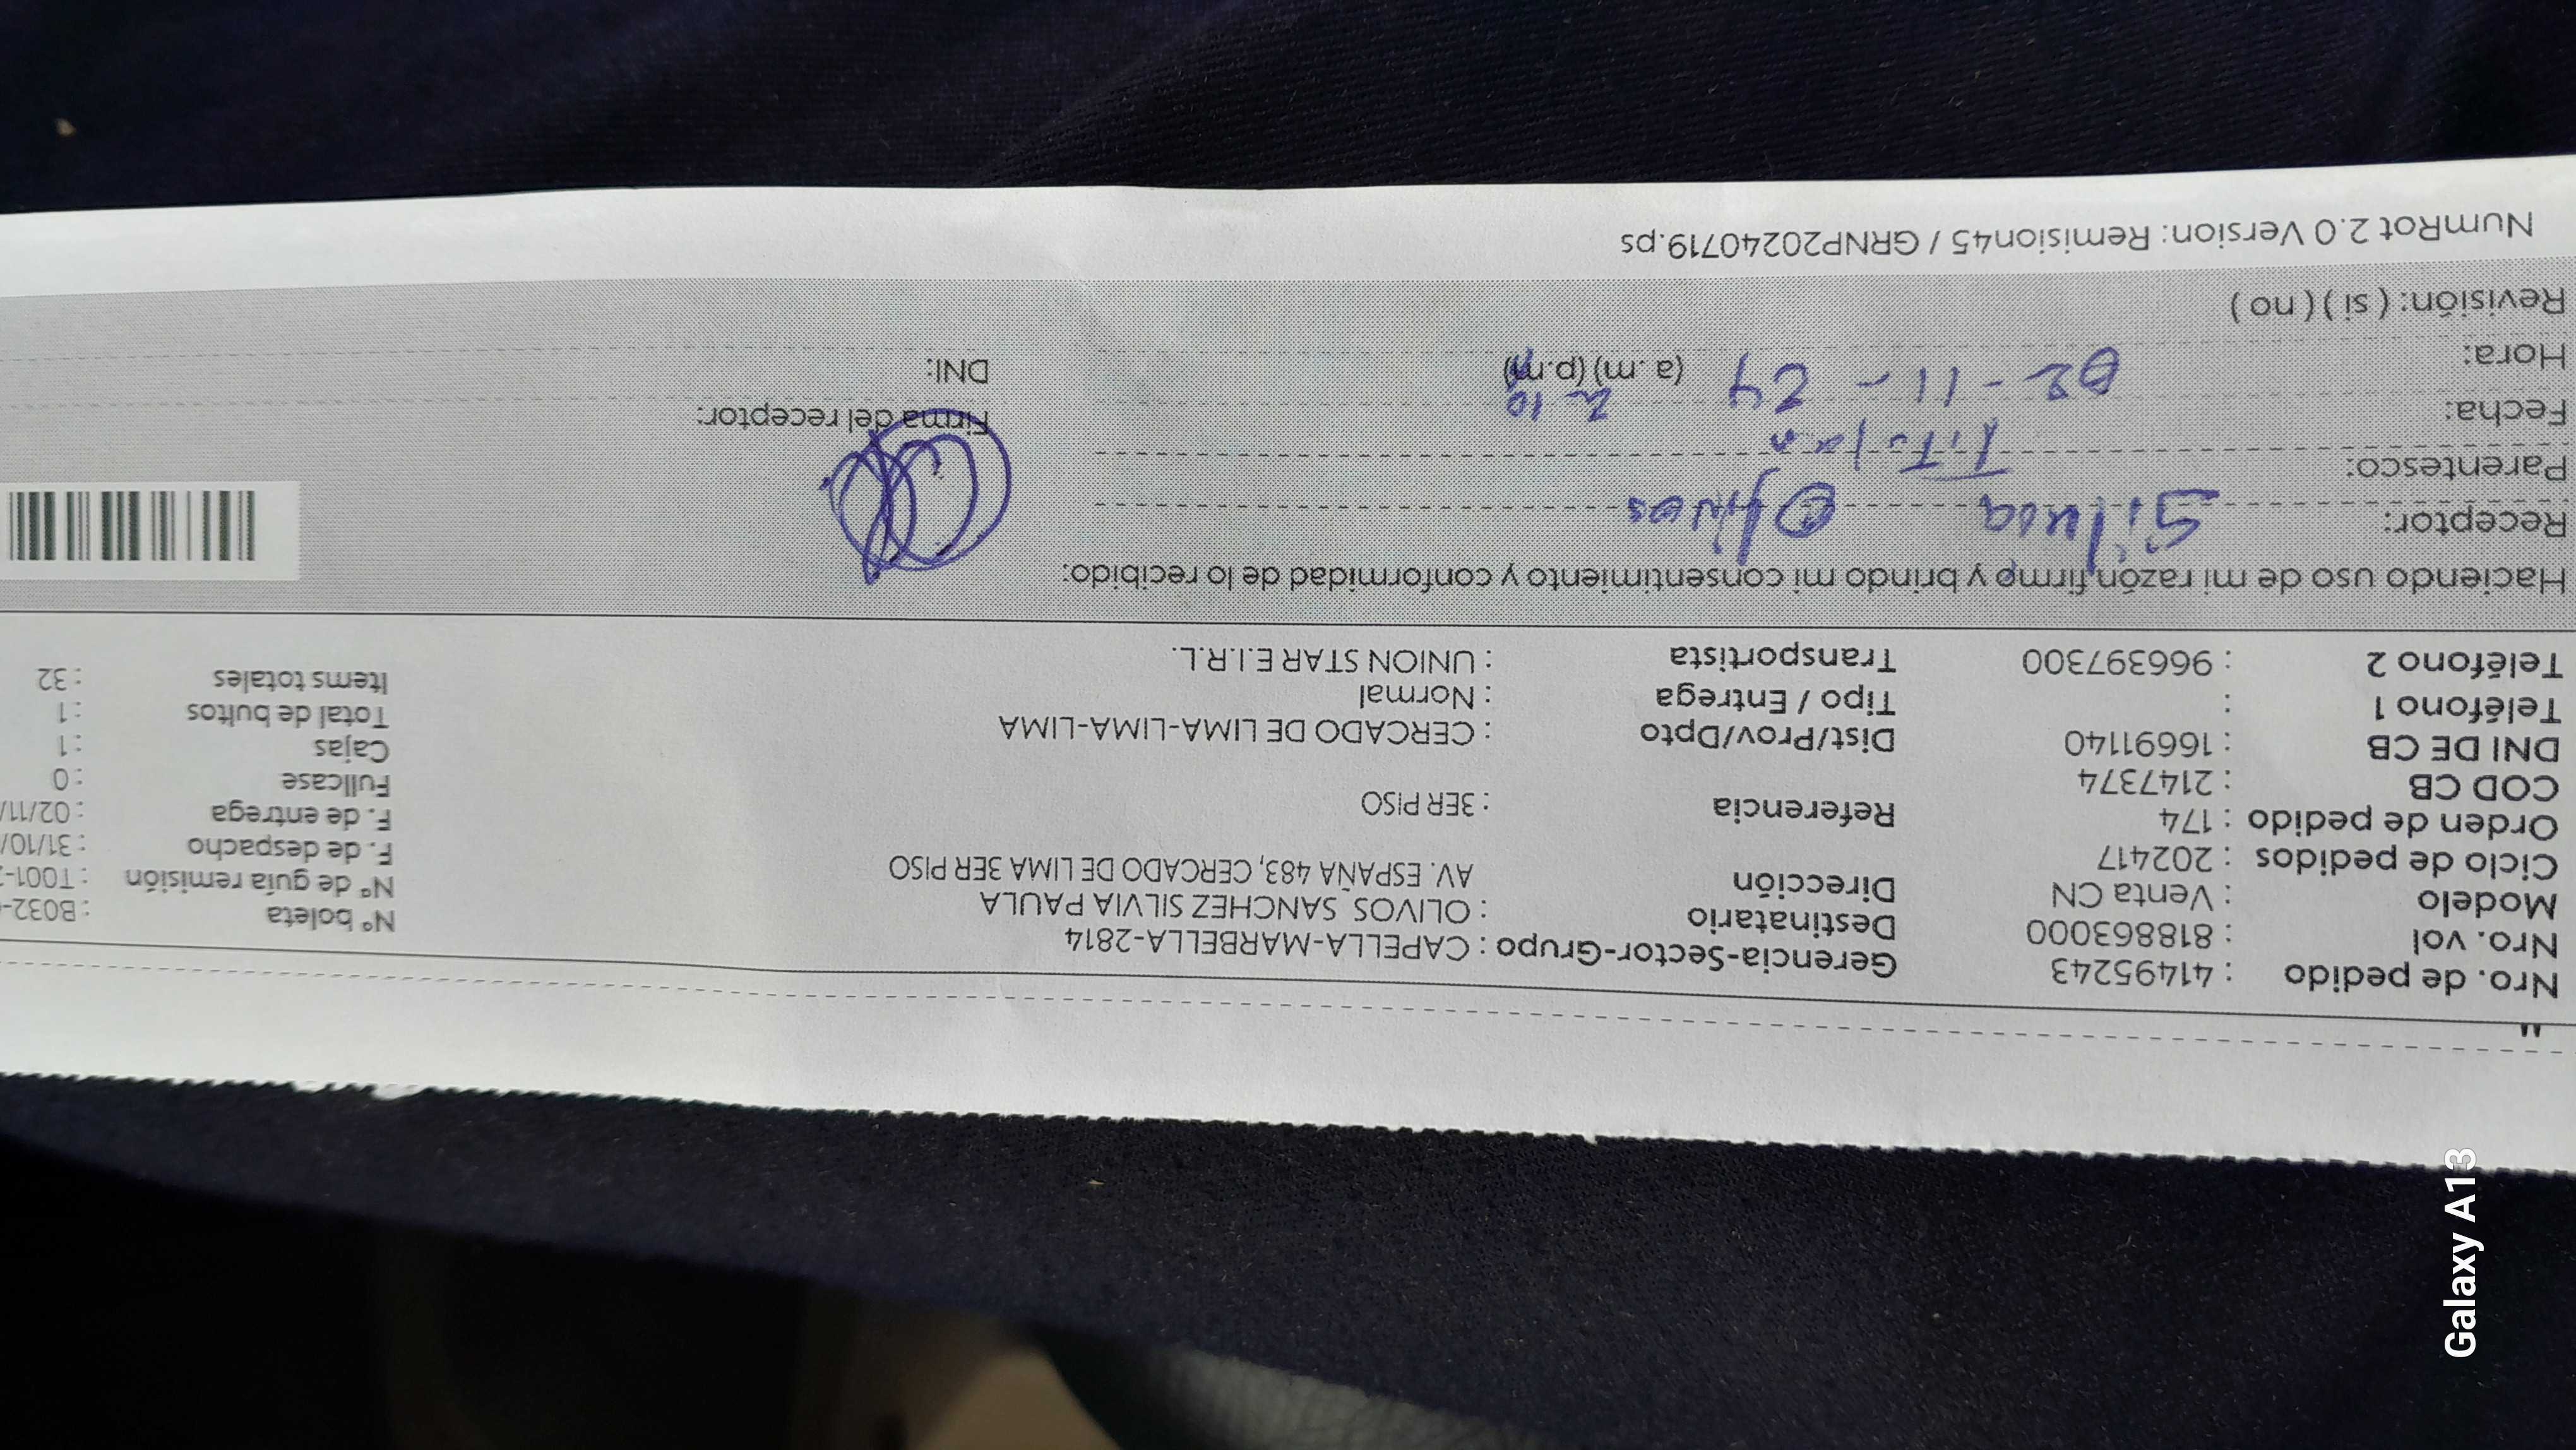 Nro. de pedido : 41495243 Gerencia-Sector-Grupo : CAPELLA-MARBELLA-2814
Nro. vol : 818863000 Destinatario : OLIVOS SANCHEZ SILVIA PAULA Nº boleta : B032-
Modelo : Venta CN Dirección AV. ESPAÑA 483, CERCADO DE LIMA 3ER PISO Nº de guía remisión : T001-
Ciclo de pedidos : 202417 F. de despacho : 31/10/
Orden de pedido : 174 Referencia : 3ER PISO F. de entrega : 02/11/
COD CB : 2147374 Fullcase : 0
DNI DE CB : 16691140 Dist/Prov/Dpto : CERCADO DE LIMA-LIMA-LIMA Cajas : 1
Teléfono 1 : Tipo / Entrega : Normal Total de bultos : 1
Teléfono 2 : 966397300 Transportista : UNION STAR E.I.R.L. Items totales : 32
Haciendo uso de mi razón, firmo y brindo mi consentimiento y conformidad de lo recibido:
Receptor: Silvia Olivos
Parentesco: Titular
Fecha: 02-11-24 Firma del receptor:
Hora: (a.m) (p.m) DNI:
Revisión: ( si ) ( no )
NumRot 2.0 Version: Remision45 / GRNP20240719.ps
Galaxy A13